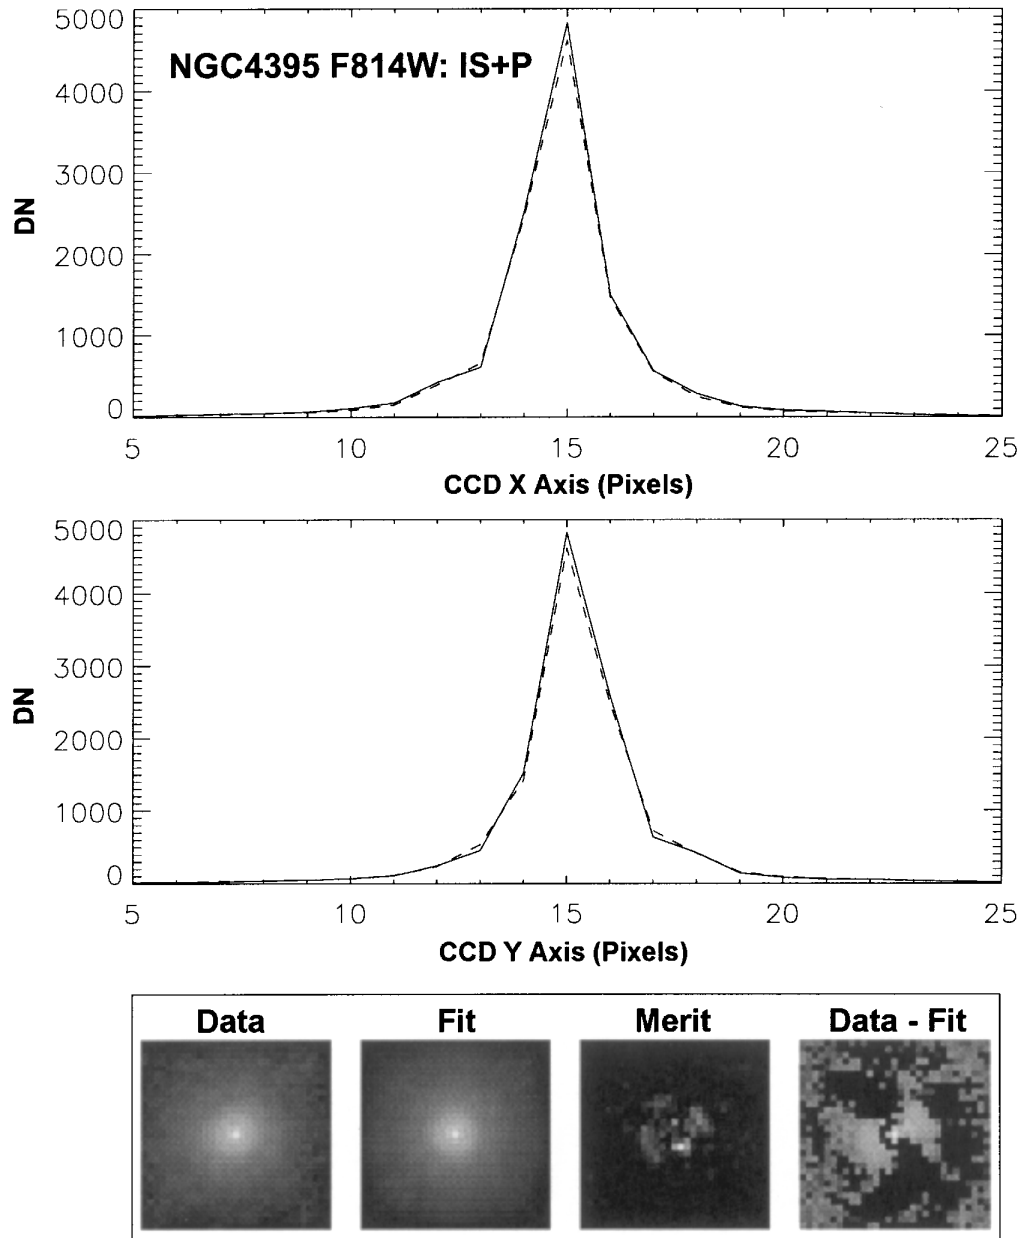 5000
NGC4395 F814W: IS+P
4000
3000
DN
2000
1000
0
5 10 15 20 25
CCD X Axis (Pixels)
5000
4000
3000
DN
2000
1000
0
5 10 15 20 25
CCD Y Axis (Pixels)
Data Fit Merit Data - Fit